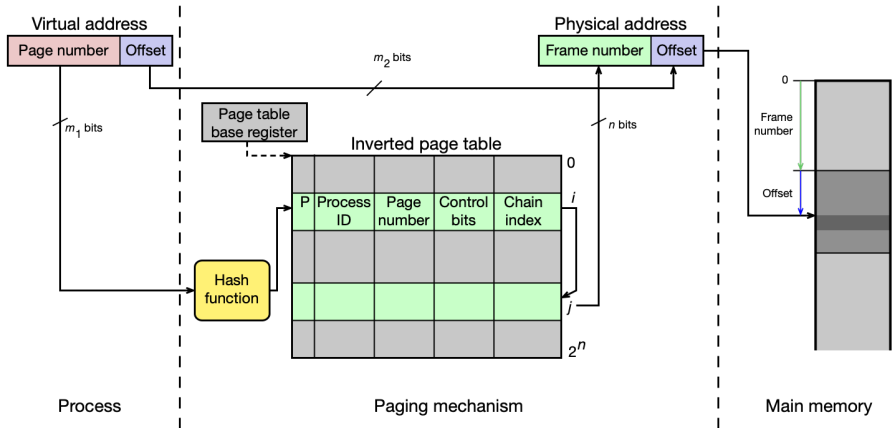 Virtual address
Page number Offset
m2 bits
m1 bits
Page table
base register
Inverted page table
0
P Process ID Page number Control bits Chain index
i
Hash
function
j
2n
Physical address
Frame number Offset
n bits
0
Frame
number
Offset
Process
Paging mechanism
Main memory